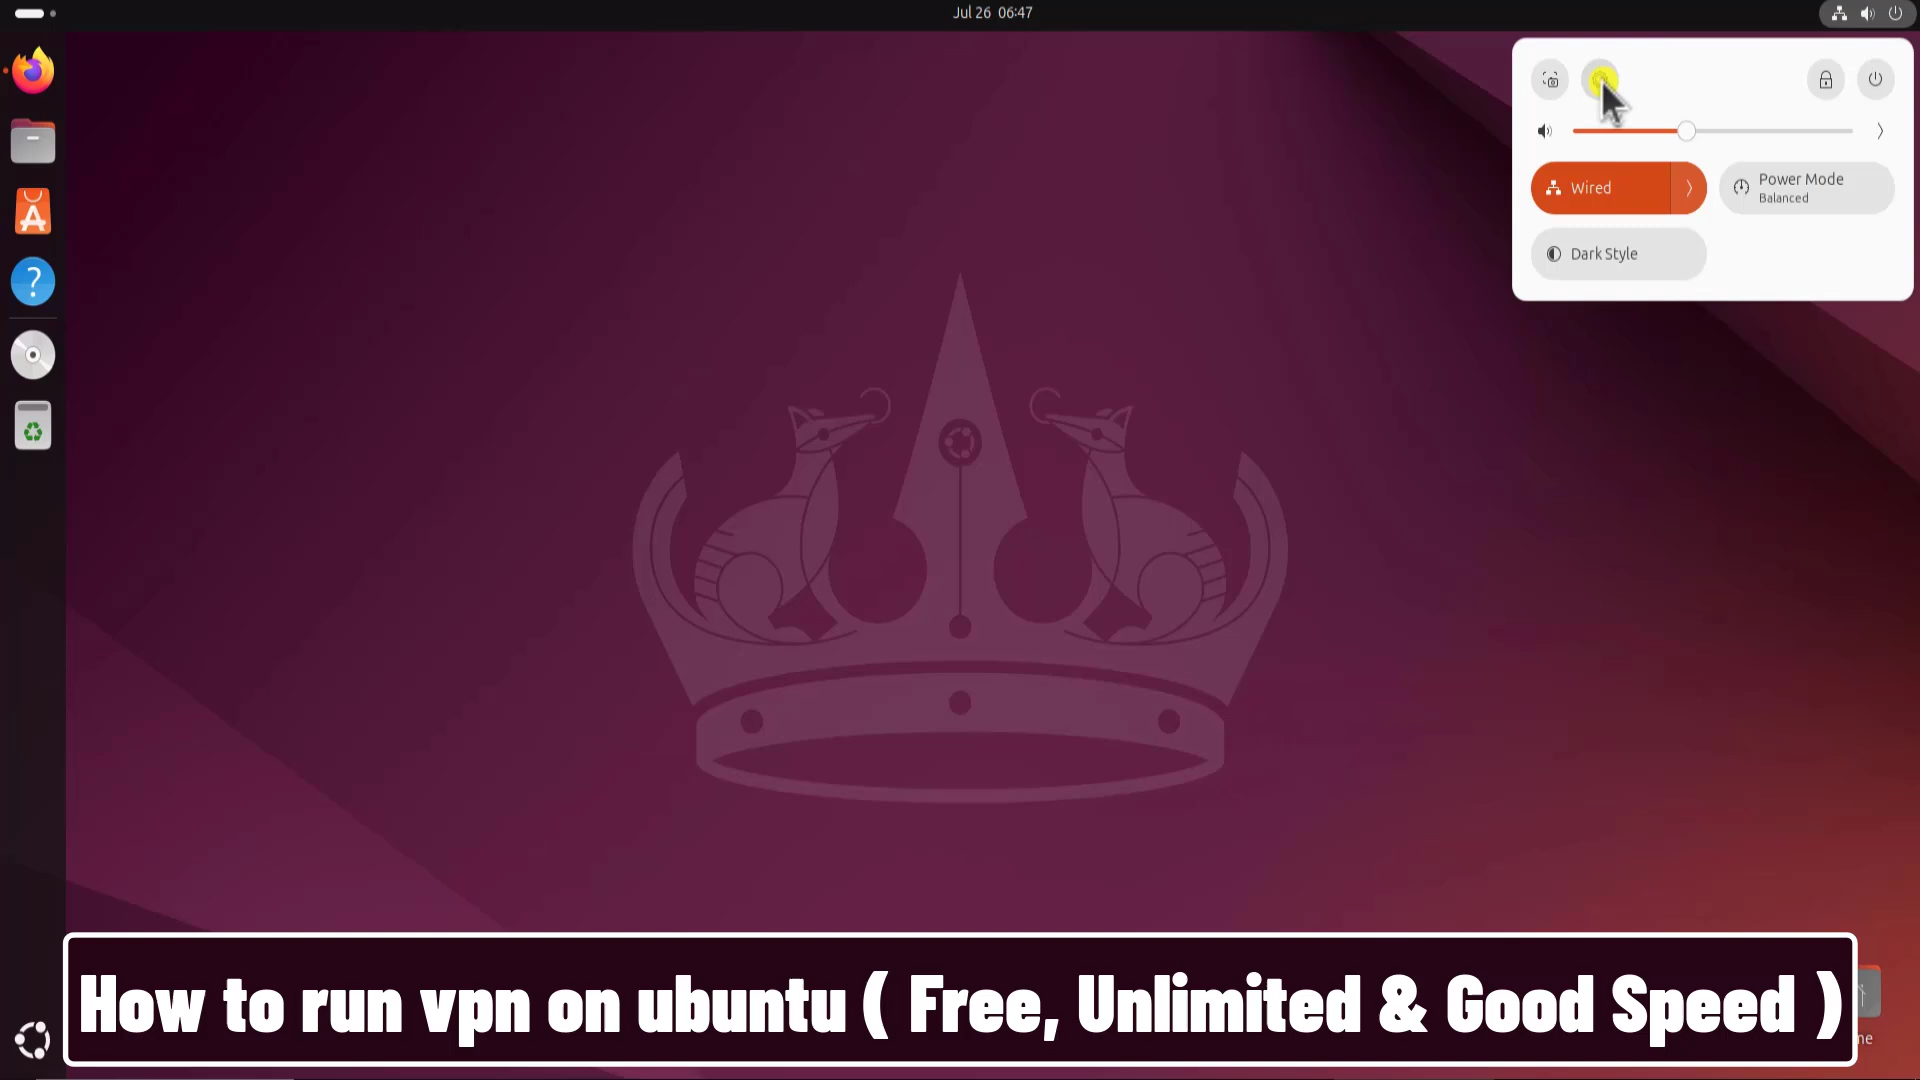 Jul 26 06:47
Wired
Power Mode
Balanced
Dark Style
How to run vpn on ubuntu ( Free, Unlimited & Good Speed )